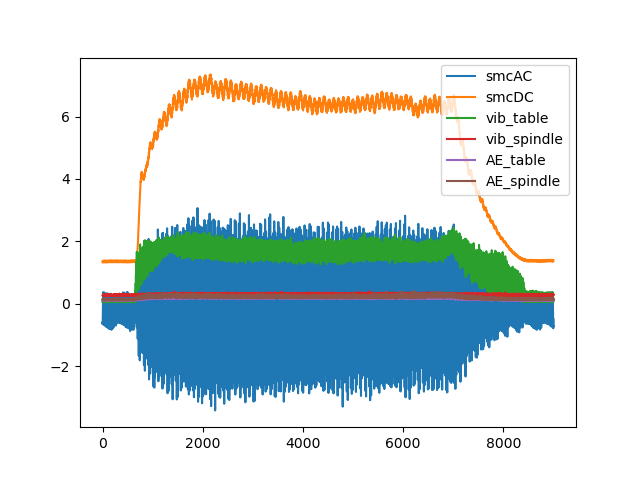 smcAC
smcDC
vib_table
vib_spindle
AE_table
AE_spindle
6
4
2
0
−2
0
2000
4000
6000
8000